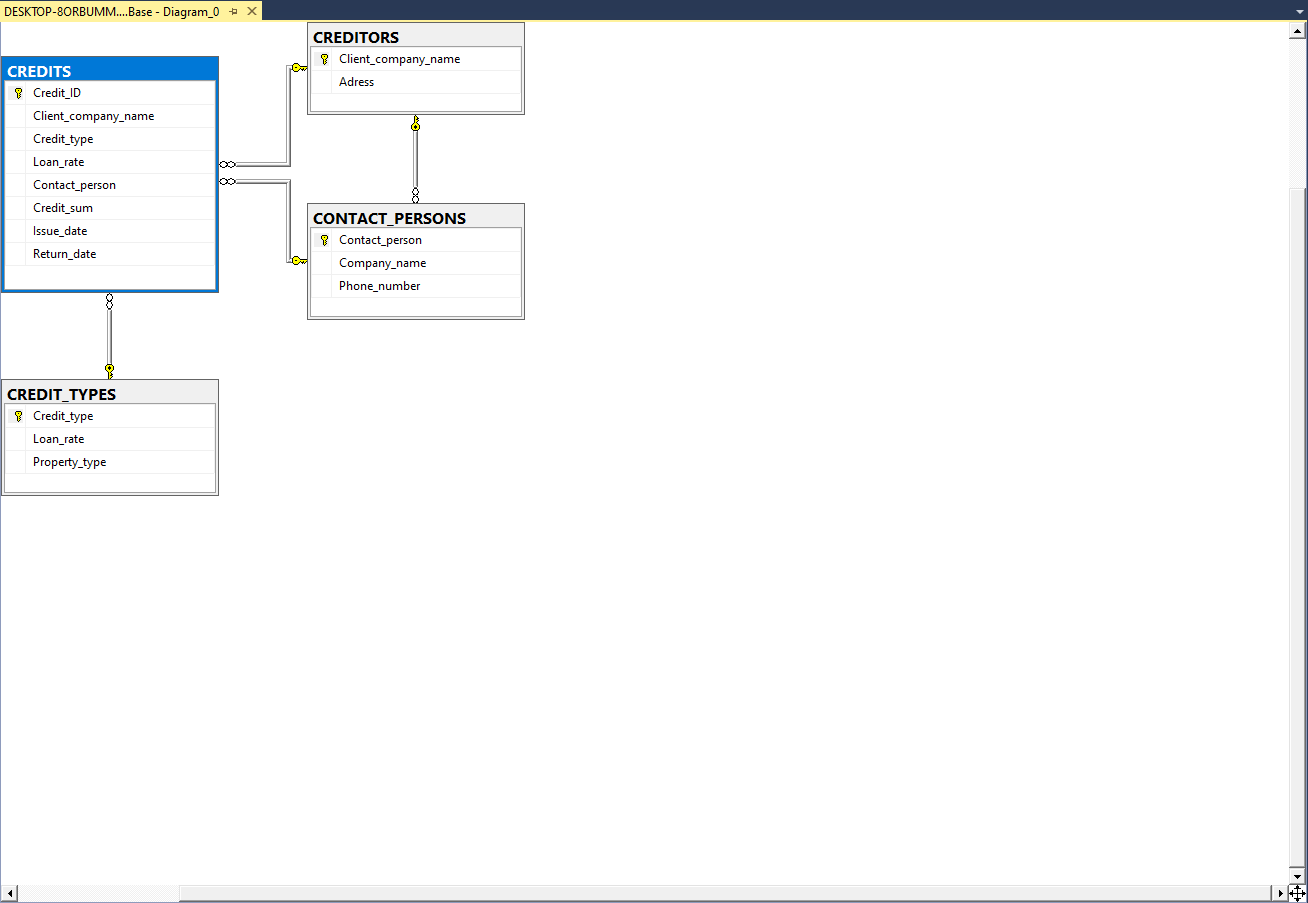 DESKTOP-8ORBUMM....Base - Diagram_0
CREDITORS
Client_company_name
Adress
CREDITS
Credit_ID
Client_company_name
Credit_type
Loan_rate
Contact_person
Credit_sum
Issue_date
Return_date
CONTACT_PERSONS
Contact_person
Company_name
Phone_number
CREDIT_TYPES
Credit_type
Loan_rate
Property_type